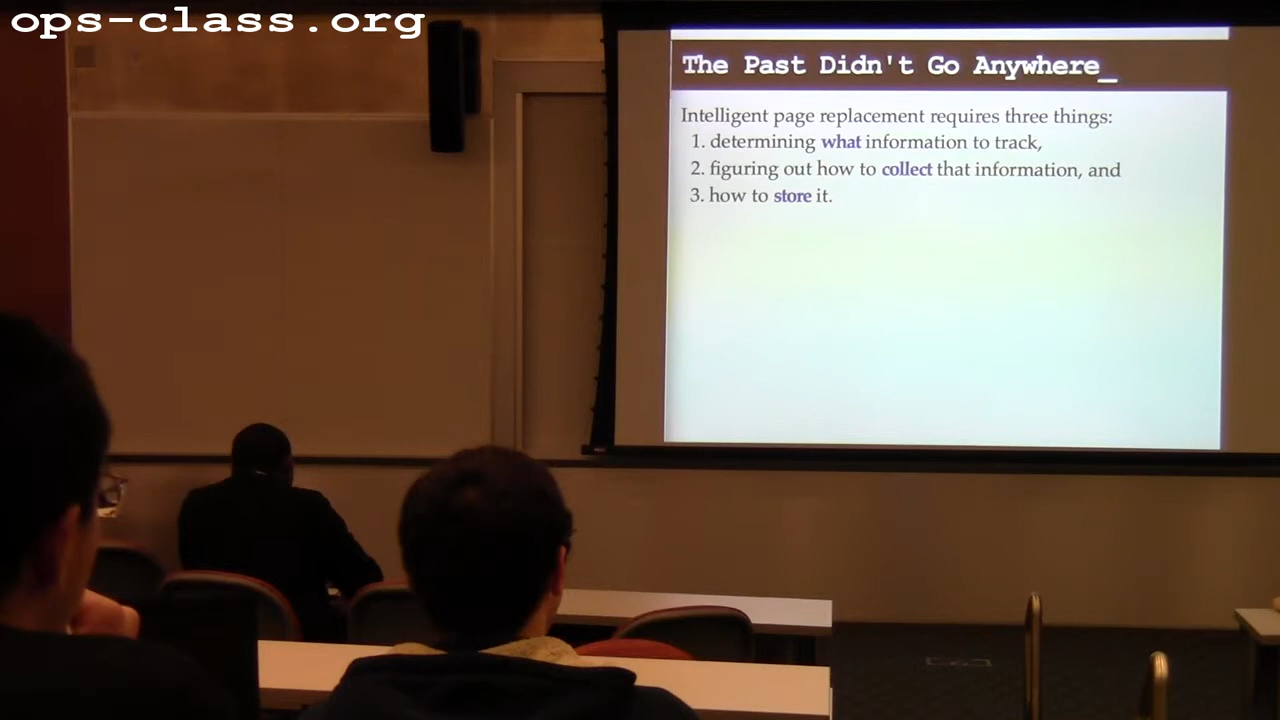 ops-class.org
The Past Didn't Go Anywhere_
Intelligent page replacement requires three things:
1. determining what information to track,
2. figuring out how to collect that information, and
3. how to store it.